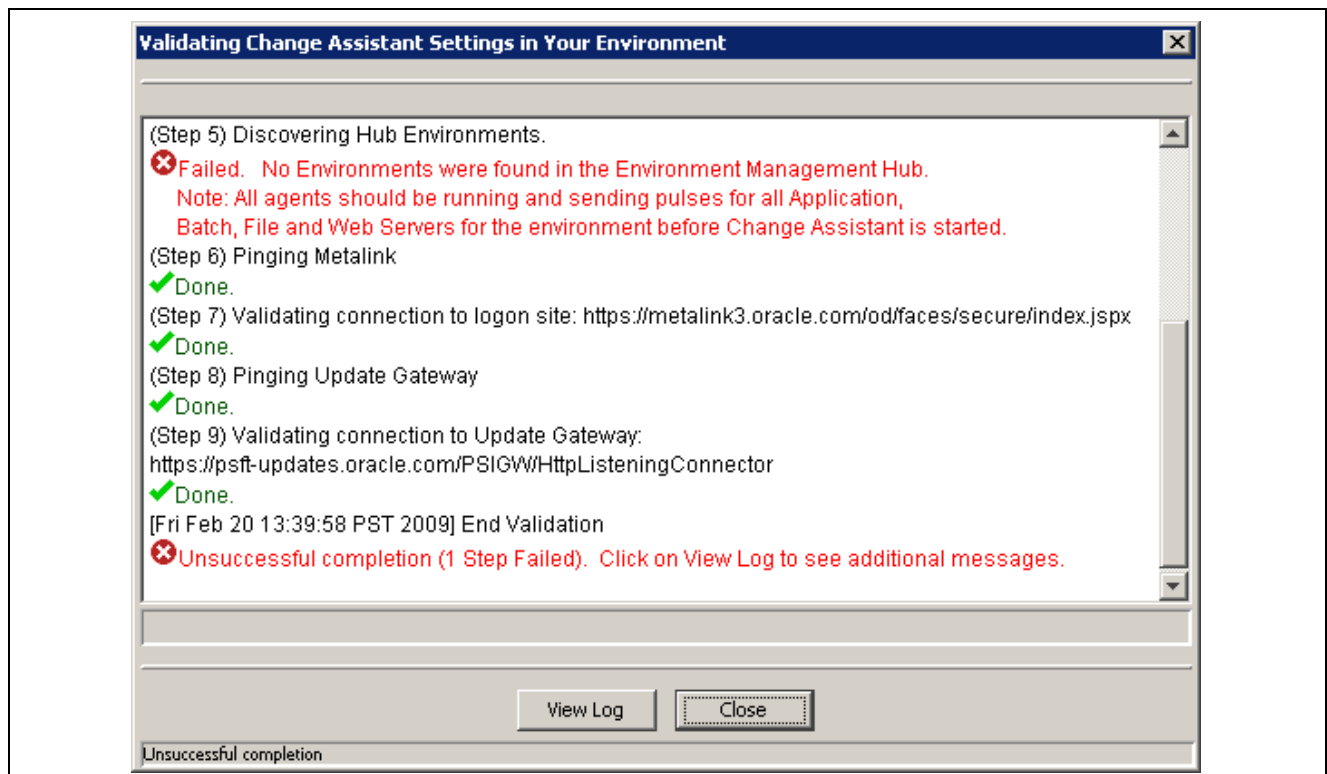 Validating Change Assistant Settings in Your Environment
(Step 5) Discovering Hub Environments.
Failed.   No Environments were found in the Environment Management Hub.
Note: All agents should be running and sending pulses for all Application,
Batch, File and Web Servers for the environment before Change Assistant is started.
(Step 6) Pinging Metalink
Done.
(Step 7) Validating connection to logon site: https://metalink3.oracle.com/od/faces/secure/index.jspx
Done.
(Step 8) Pinging Update Gateway
Done.
(Step 9) Validating connection to Update Gateway:
https://psft-updates.oracle.com/PSIGW/HttpListeningConnector
Done.
[Fri Feb 20 13:39:58 PST 2009] End Validation
Unsuccessful completion (1 Step Failed).  Click on View Log to see additional messages.
View Log
Close
Unsuccessful completion